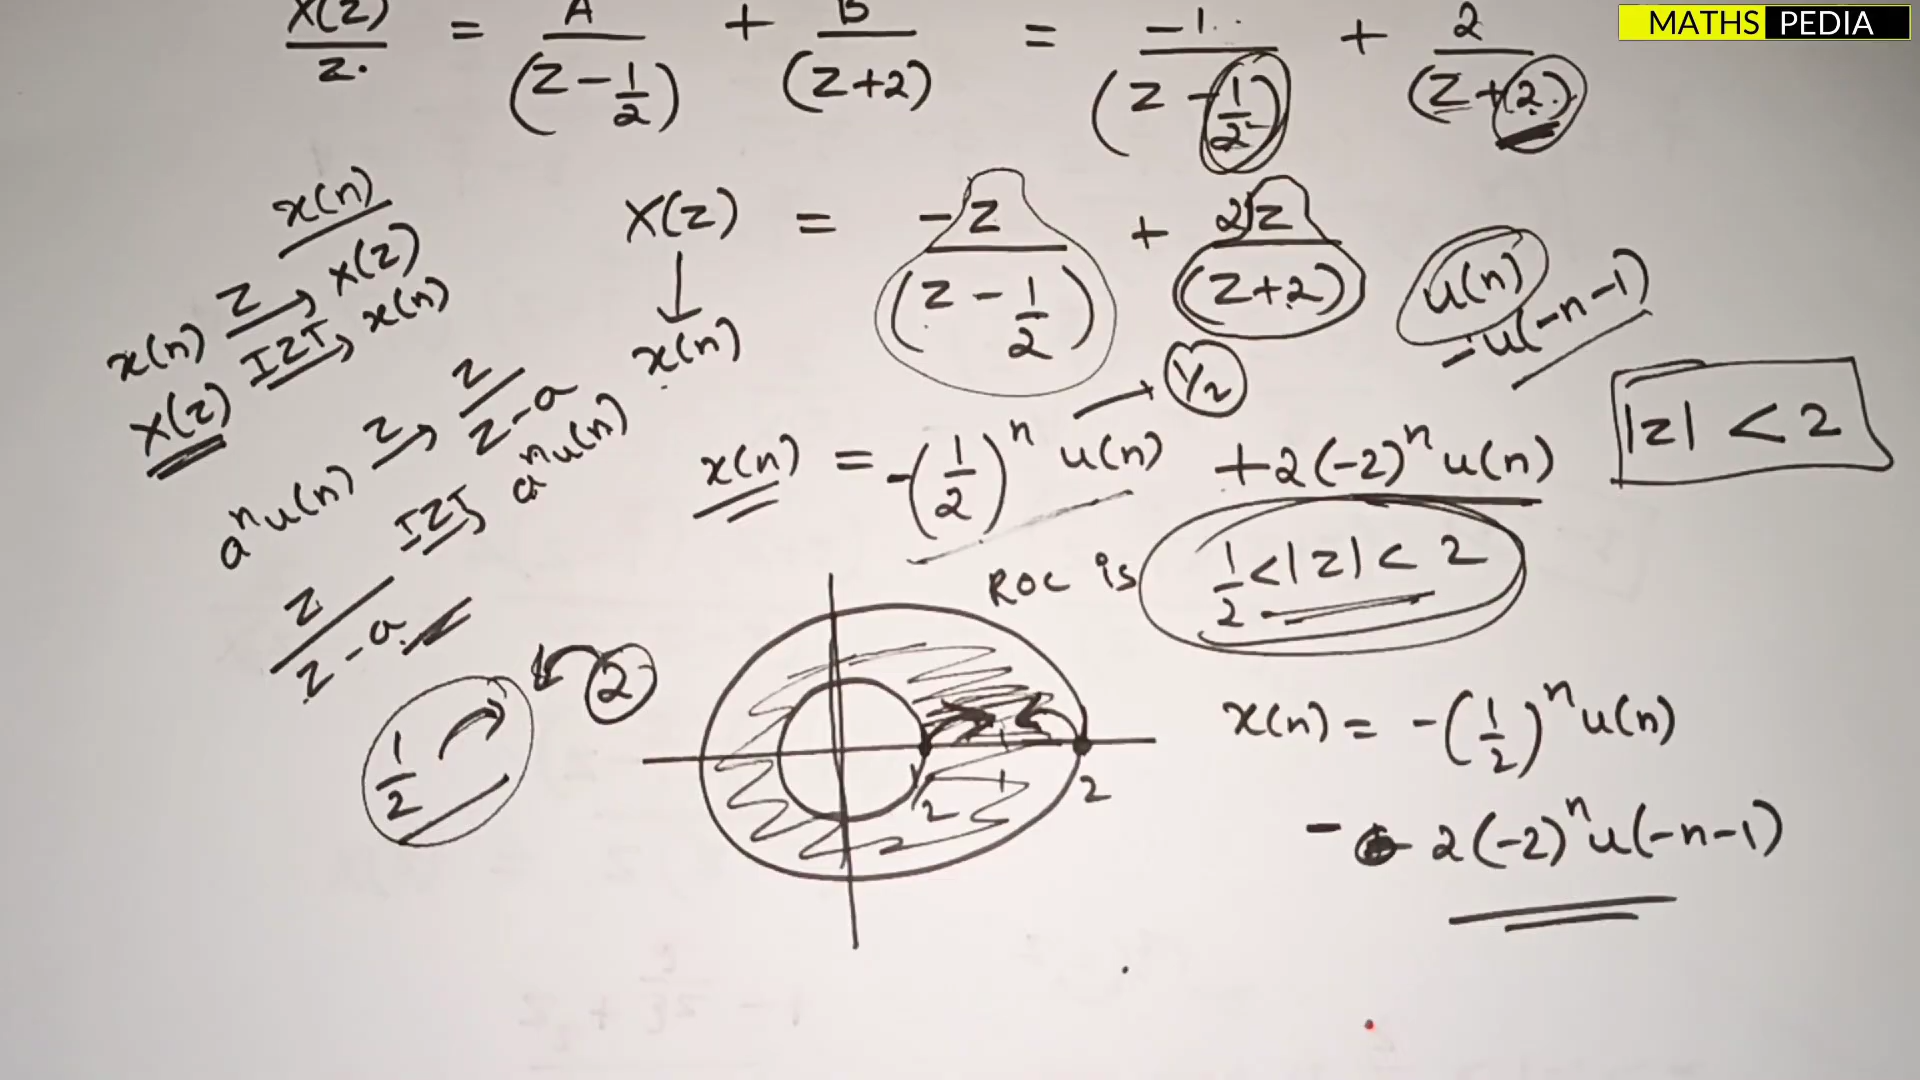 MATHS PEDIA
X(z)/z = A/(z - 1/2) + B/(z+2) = -1/(z - 1/2) + 2/(z+2)
x(n)
x(n) z→ X(z)
X(z) IZT→ x(n)
aⁿu(n) z→ z/z-a
z/z-a IZT aⁿu(n)
X(z) = -z/(z - 1/2) + 2z/(z+2)
↓
x(n)
u(n)
-u(-n-1)
1/2
|z| < 2
x(n) = -(1/2)ⁿ u(n) + 2(-2)ⁿ u(n)
ROC is 1/2 < |z| < 2
1/2
2
1/2
2
x(n) = -(1/2)ⁿ u(n)
- 2(-2)ⁿ u(-n-1)